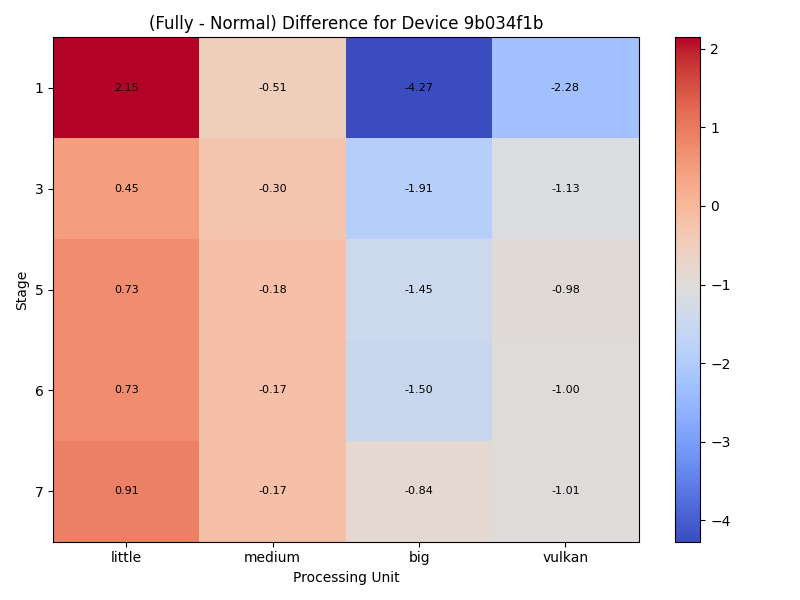 (Fully - Normal) Difference for Device 9b034f1b
Stage
1 2.15 -0.51 -4.27 -2.28
3 0.45 -0.30 -1.91 -1.13
5 0.73 -0.18 -1.45 -0.98
6 0.73 -0.17 -1.50 -1.00
7 0.91 -0.17 -0.84 -1.01
little medium big vulkan
Processing Unit
2
1
0
−1
−2
−3
−4